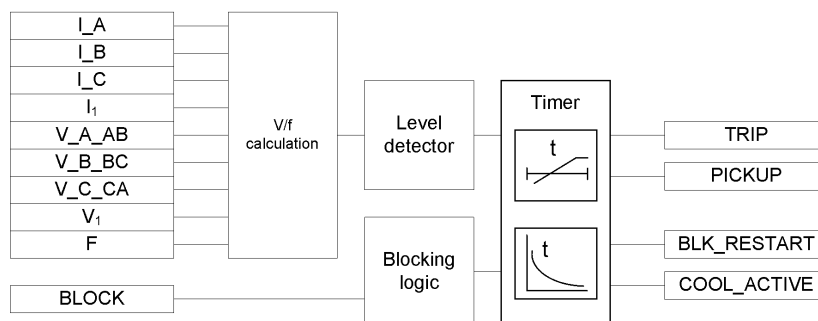 I_A
I_B
I_C
I₁
V_A_AB
V_B_BC
V_C_CA
V₁
F
BLOCK
V/f
calculation
Level
detector
Blocking
logic
Timer
t
t
TRIP
PICKUP
BLK_RESTART
COOL_ACTIVE